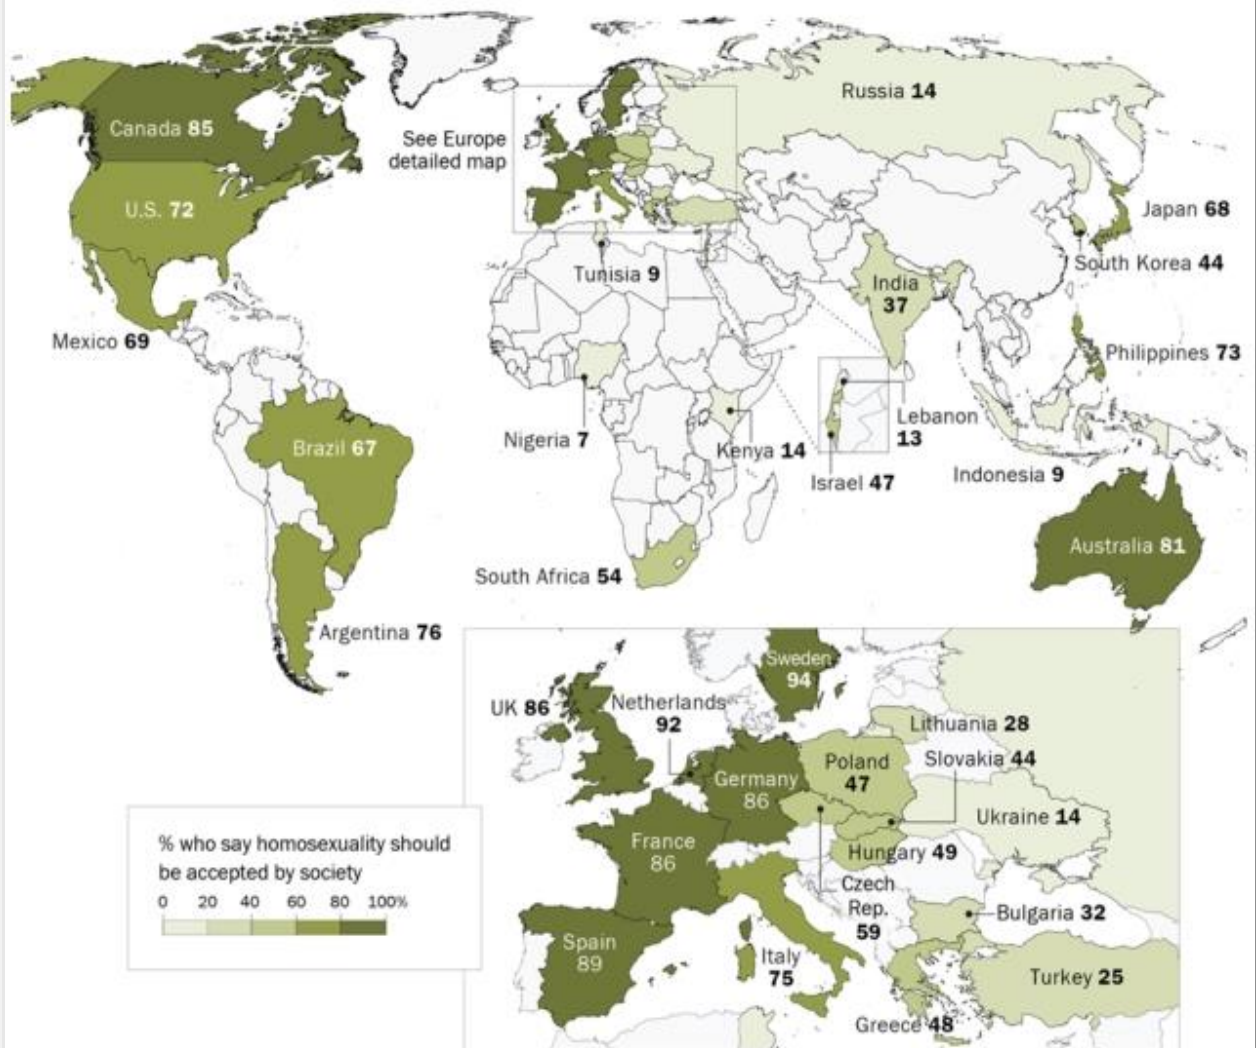 Russia 14
Canada 85
See Europe
detailed map
U.S. 72
Japan 68
South Korea 44
Tunisia 9
India
37
Mexico 69
Philippines 73
Lebanon
13
Nigeria 7
Kenya 14
Brazil 67
Israel 47
Indonesia 9
Australia 81
South Africa 54
Argentina 76
Sweden
94
UK 86
Netherlands
92
Lithuania 28
Slovakia 44
Poland
47
Germany
86
Ukraine 14
France
86
Hungary 49
Czech
Rep.
59
Bulgaria 32
Spain
89
Italy
75
Turkey 25
Greece 48
% who say homosexuality should
be accepted by society
0 20 40 60 80 100%